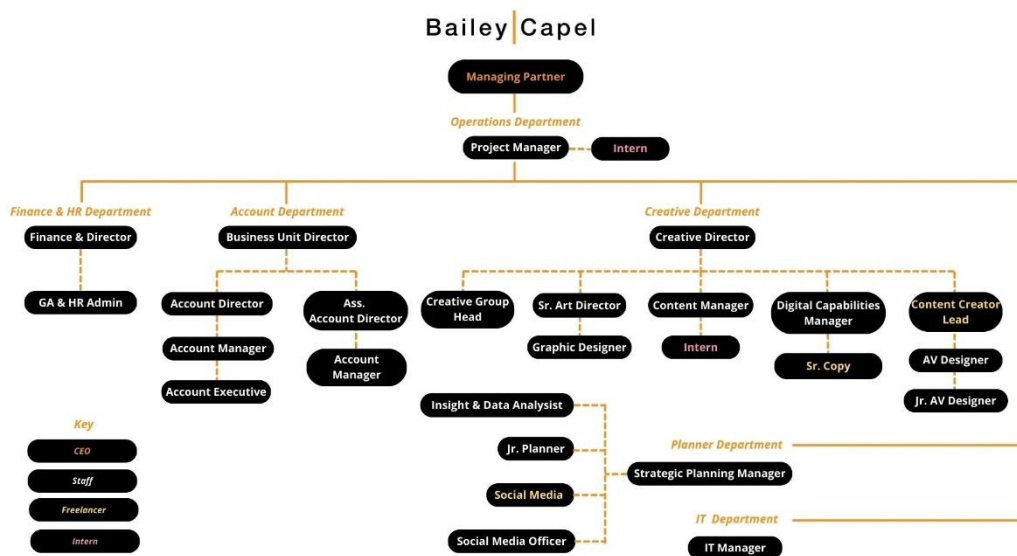 Bailey Capel
Managing Partner
Operations Department
Project Manager
Intern
Finance & HR Department
Account Department
Creative Department
Finance & Director
Business Unit Director
Creative Director
GA & HR Admin
Account Director
Ass.
Account Director
Creative Group
Head
Sr. Art Director
Content Manager
Digital Capabilities
Manager
Content Creator
Lead
Account Manager
Account
Manager
Graphic Designer
Intern
Sr. Copy
AV Designer
Account Executive
Jr. AV Designer
Key
CEO
Staff
Freelancer
Intern
Insight & Data Analysist
Jr. Planner
Social Media
Social Media Officer
Planner Department
Strategic Planning Manager
IT Department
IT Manager